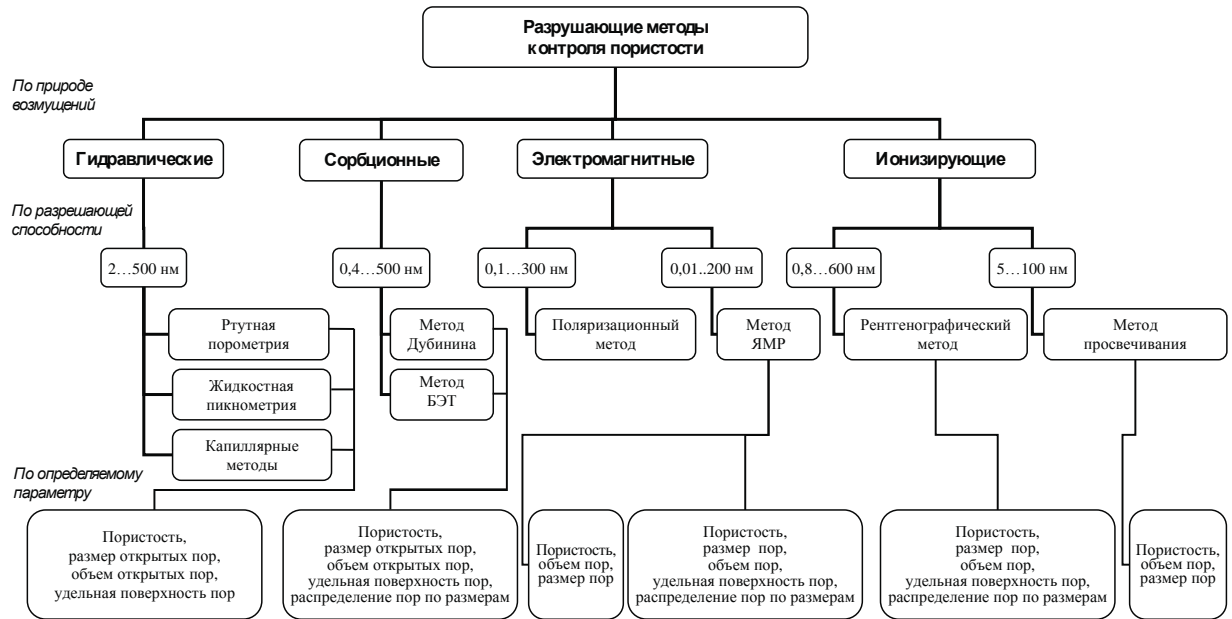 Разрушающие методы
контроля пористости
По природе
возмущений
Гидравлические
Сорбционные
Электромагнитные
Ионизирующие
По разрешающей
способности
2…500 нм
0,4…500 нм
0,1…300 нм
0,01..200 нм
0,8…600 нм
5…100 нм
Ртутная
порометрия
Метод
Дубинина
Поляризационный
метод
Метод
ЯМР
Рентгенографический
метод
Метод
просвечивания
Жидкостная
пикнометрия
Метод
БЭТ
Капиллярные
методы
По определяемому
параметру
Пористость,
размер открытых пор,
объем открытых пор,
удельная поверхность пор
Пористость,
размер открытых пор,
объем открытых пор,
удельная поверхность пор,
распределение пор по размерам
Пористость,
объем пор,
размер пор
Пористость,
размер пор,
объем пор,
удельная поверхность пор,
распределение пор по размерам
Пористость,
размер пор,
объем пор,
удельная поверхность пор,
распределение пор по размерам
Пористость,
объем пор,
размер пор